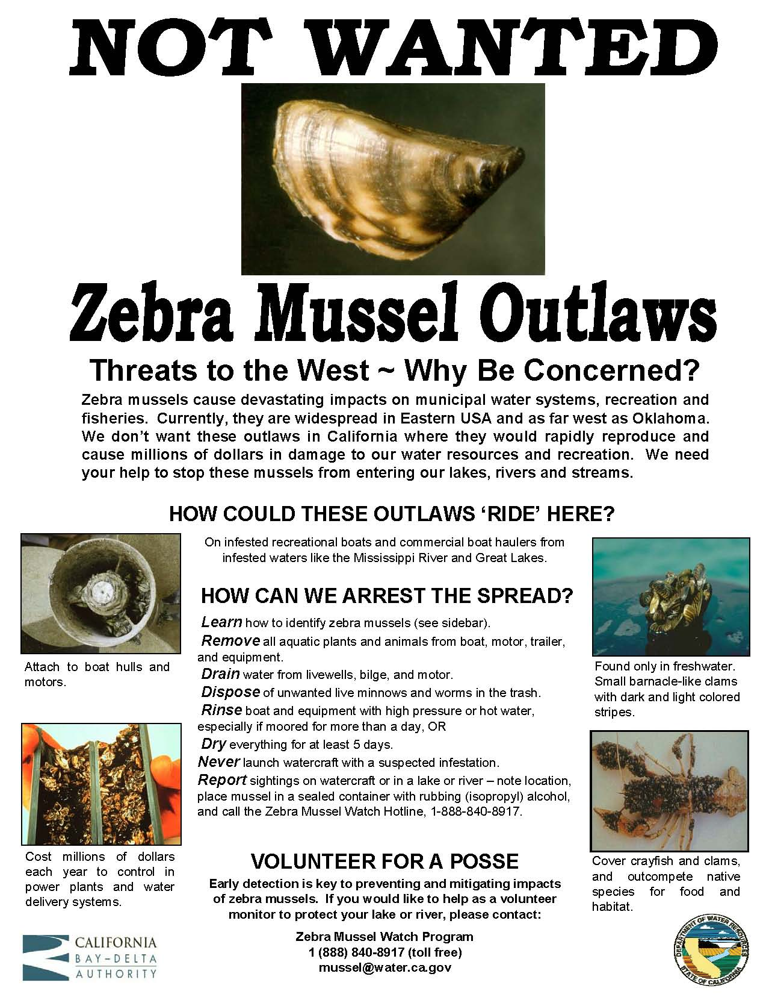 NOT WANTED
Zebra Mussel Outlaws
Threats to the West ~ Why Be Concerned?
Zebra mussels cause devastating impacts on municipal water systems, recreation and
fisheries. Currently, they are widespread in Eastern USA and as far west as Oklahoma.
We don't want these outlaws in California where they would rapidly reproduce and
cause millions of dollars in damage to our water resources and recreation. We need
your help to stop these mussels from entering our lakes, rivers and streams.
HOW COULD THESE OUTLAWS ‘RIDE’ HERE?
On infested recreational boats and commercial boat haulers from
infested waters like the Mississippi River and Great Lakes.
HOW CAN WE ARREST THE SPREAD?
Learn how to identify zebra mussels (see sidebar).
Remove all aquatic plants and animals from boat, motor, trailer,
and equipment.
Drain water from livewells, bilge, and motor.
Dispose of unwanted live minnows and worms in the trash.
Rinse boat and equipment with high pressure or hot water,
especially if moored for more than a day, OR
Dry everything for at least 5 days.
Never launch watercraft with a suspected infestation.
Report sightings on watercraft or in a lake or river – note location,
place mussel in a sealed container with rubbing (isopropyl) alcohol,
and call the Zebra Mussel Watch Hotline, 1-888-840-8917.
Attach to boat hulls and
motors.
Cost millions of dollars
each year to control in
power plants and water
delivery systems.
Found only in freshwater.
Small barnacle-like clams
with dark and light colored
stripes.
Cover crayfish and clams,
and outcompete native
species for food and
habitat.
VOLUNTEER FOR A POSSE
Early detection is key to preventing and mitigating impacts
of zebra mussels. If you would like to help as a volunteer
monitor to protect your lake or river, please contact:
Zebra Mussel Watch Program
1 (888) 840-8917 (toll free)
mussel@water.ca.gov
CALIFORNIA
BAY-DELTA
AUTHORITY
DEPARTMENT OF WATER RESOURCES
STATE OF CALIFORNIA